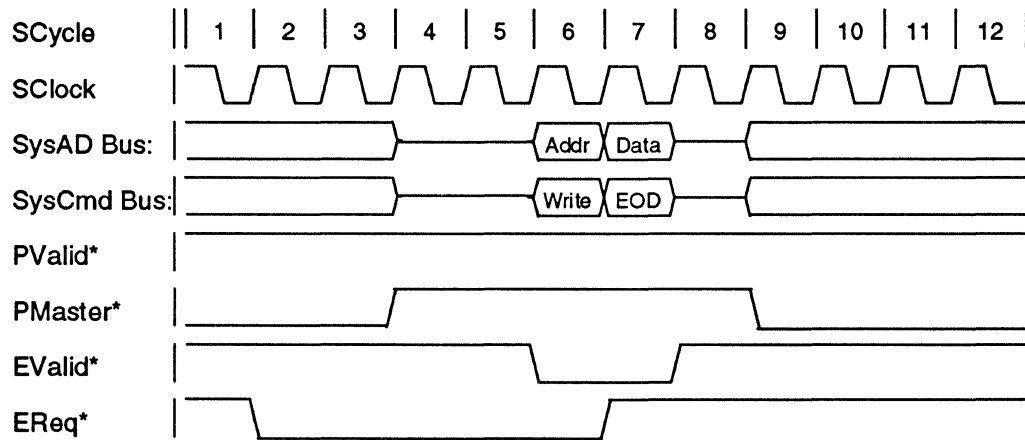 SCycle 1 2 3 4 5 6 7 8 9 10 11 12
SClock
SysAD Bus: Addr Data
SysCmd Bus: Write EOD
PValid*
PMaster*
EValid*
EReq*